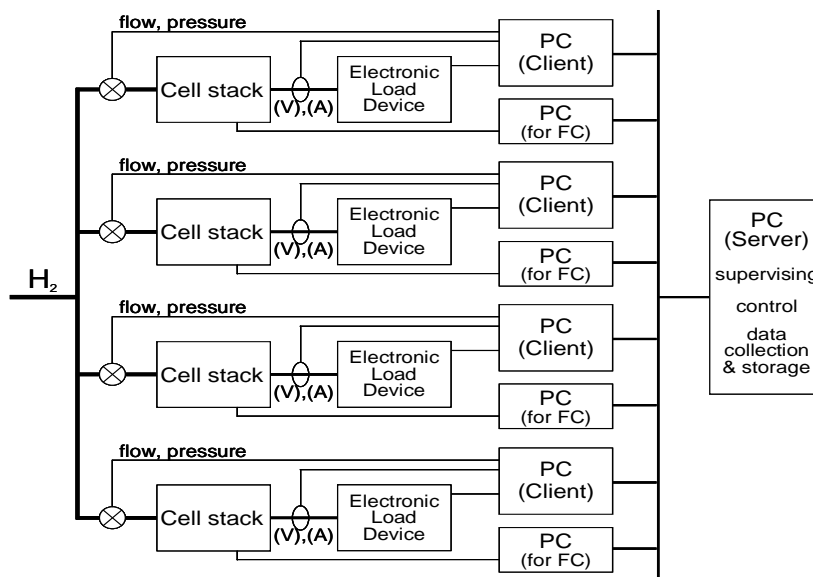 flow, pressure
PC
(Client)
Cell stack
Electronic
Load
Device
(V),(A)
PC
(for FC)
flow, pressure
PC
(Client)
Cell stack
Electronic
Load
Device
(V),(A)
PC
(for FC)
H₂
flow, pressure
PC
(Client)
Cell stack
Electronic
Load
Device
(V),(A)
PC
(for FC)
flow, pressure
PC
(Client)
Cell stack
Electronic
Load
Device
(V),(A)
PC
(for FC)
PC
(Server)
supervising
control
data
collection
& storage